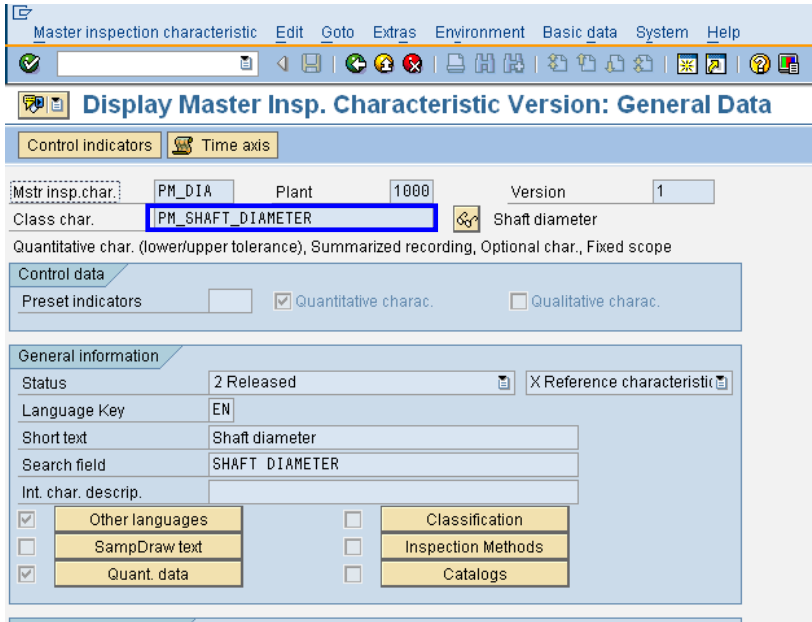 Master inspection characteristic Edit Goto Extras Environment Basic data System Help
Display Master Insp. Characteristic Version: General Data
Control indicators Time axis
Mstr insp.char. PM_DIA Plant 1000 Version 1
Class char. PM_SHAFT_DIAMETER Shaft diameter
Quantitative char. (lower/upper tolerance), Summarized recording, Optional char., Fixed scope
Control data
Preset indicators Quantitative charac. Qualitative charac.
General information
Status 2 Released X Reference characteristic
Language Key EN
Short text Shaft diameter
Search field SHAFT DIAMETER
Int. char. descrip.
Other languages Classification
SampDraw text Inspection Methods
Quant. data Catalogs